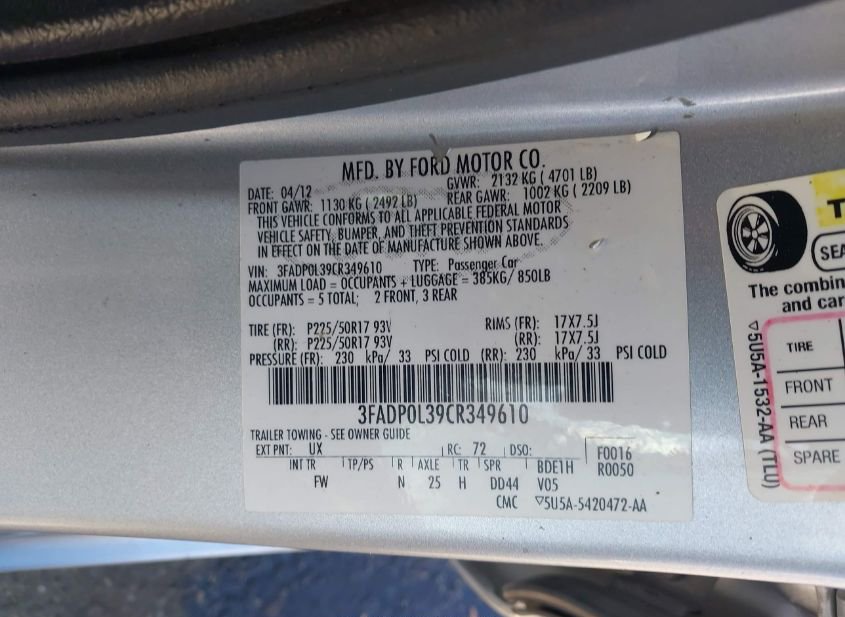 MFD. BY FORD MOTOR CO.
DATE: 04/12
GVWR: 2132 KG ( 4701 LB)
FRONT GAWR: 1130 KG ( 2492 LB)
REAR GAWR: 1002 KG ( 2209 LB)
THIS VEHICLE CONFORMS TO ALL APPLICABLE FEDERAL MOTOR
VEHICLE SAFETY, BUMPER, AND THEFT PREVENTION STANDARDS
IN EFFECT ON THE DATE OF MANUFACTURE SHOWN ABOVE.
VIN: 3FADP0L39CR349610 TYPE: Passenger Car
MAXIMUM LOAD = OCCUPANTS + LUGGAGE = 385KG/ 850LB
OCCUPANTS = 5 TOTAL; 2 FRONT, 3 REAR
TIRE (FR): P225/50R17 93V RIMS (FR): 17X7.5J
(RR): P225/50R17 93V (RR): 17X7.5J
PRESSURE (FR): 230 kPa/ 33 PSI COLD (RR): 230 kPa/ 33 PSI COLD
3FADP0L39CR349610
TRAILER TOWING - SEE OWNER GUIDE
EXT PNT: UX RC: 72 DSO: F0016
INT TR TP/PS R AXLE TR SPR BDE1H R0050
FW N 25 H DD44 V05
CMC ▽5U5A-5420472-AA
▽5U5A-1532-AA (TLU)
T
SEA
The combin
and car
TIRE
FRONT
REAR
SPARE